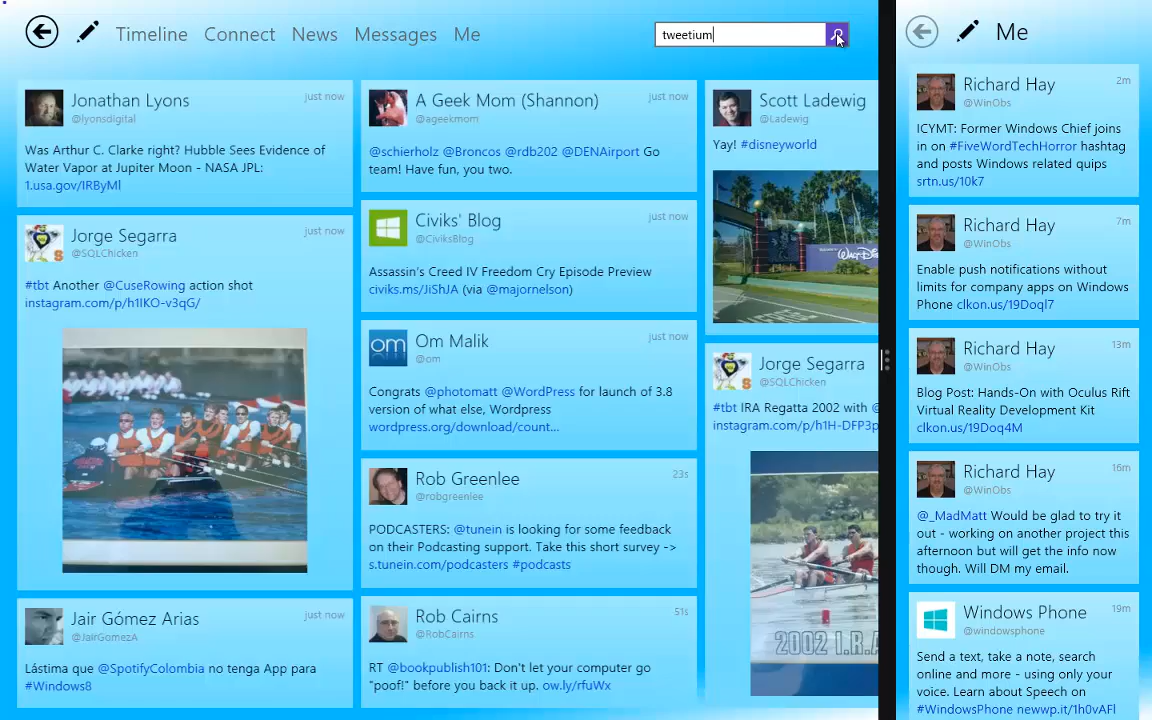 Timeline Connect News Messages Me
tweetium
Jonathan Lyons
just now
@lyonsdigital
Was Arthur C. Clarke right? Hubble Sees Evidence of
Water Vapor at Jupiter Moon - NASA JPL:
1.usa.gov/IRByMl
Jorge Segarra
just now
@SQLChicken
#tbt Another @CuseRowing action shot
instagram.com/p/h1IKO-v3qG/
Jair Gómez Arias
just now
@JairGomezA
Lástima que @SpotifyColombia no tenga App para
#Windows8
A Geek Mom (Shannon)
just now
@ageekmom
@schierholz @Broncos @rdb202 @DENAirport Go
team! Have fun, you two.
Civiks' Blog
just now
@CiviksBlog
Assassin's Creed IV Freedom Cry Episode Preview
civiks.ms/JiShJA (via @majornelson)
om
Om Malik
just now
@om
Congrats @photomatt @WordPress for launch of 3.8
version of what else, Wordpress
wordpress.org/download/count...
Rob Greenlee
23s
@robgreenlee
PODCASTERS: @tunein is looking for some feedback
on their Podcasting support. Take this short survey ->
s.tunein.com/podcasters #podcasts
Rob Cairns
51s
@RobCairns
RT @bookpublish101: Don't let your computer go
"poof!" before you back it up. ow.ly/rfuWx
Scott Ladewig
@Ladewig
Yay! #disneyworld
Jorge Segarra
@SQLChicken
#tbt IRA Regatta 2002 with @
instagram.com/p/h1H-DFP3p
2002 I.R.A
Me
Richard Hay
2m
@WinObs
ICYMT: Former Windows Chief joins
in on #FiveWordTechHorror hashtag
and posts Windows related quips
srtn.us/10k7
Richard Hay
7m
@WinObs
Enable push notifications without
limits for company apps on Windows
Phone clkon.us/19Doql7
Richard Hay
13m
@WinObs
Blog Post: Hands-On with Oculus Rift
Virtual Reality Development Kit
clkon.us/19Doq4M
Richard Hay
16m
@WinObs
@_MadMatt Would be glad to try it
out - working on another project this
afternoon but will get the info now
though. Will DM my email.
Windows Phone
19m
@windowsphone
Send a text, take a note, search
online and more - using only your
voice. Learn about Speech on
#WindowsPhone newwp.it/1h0vAFl